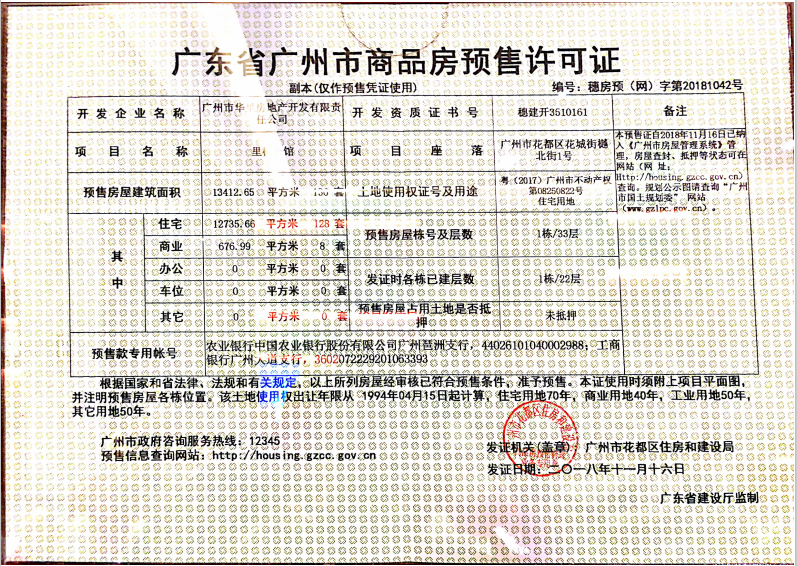 广东省广州市商品房预售许可证
副本(仅作预售凭证使用)
编号：穗房预（网）字第20181042号
开发企业名称
广州市华 地产开发有限责
任公司
开发资质证书号
穗建开3510161
备注
项目名称
里 馆
项目座落
广州市花都区花城街樾
北街1号
本预售证自2018年11月16日已纳
入《广州市房屋管理系统》管
理，房屋查封、抵押等状态可在
网站（网 址：
Http://housing.gzcc.gov.cn）
查询。规划公示图请查询“广州
市国土规划委” 网站
（www.gzlpc.gov.cn）。
预售房屋建筑面积
13412.65 平方米 136 套
土地使用权证号及用途
粤（2017）广州市不动产权
第08250822号
住宅用地
其中
住宅 12735.66 平方米 128 套
商业 676.99 平方米 8 套
办公 0 平方米 0 套
车位 0 平方米 0 套
其它 0 平方米 0 套
预售房屋栋号及层数
1栋/33层
发证时各栋已建层数
1栋/22层
预售房屋占用土地是否抵
押
未抵押
预售款专用帐号
农业银行中国农业银行股份有限公司广州琶洲支行，44026101040002988；工商
银行广州大道支行，3602072229201063393
根据国家和省法律、法规和有关规定，以上所列房屋经审核已符合预售条件，准予预售。本证使用时须附上项目平面图，
并注明预售房屋各栋位置。该土地使用权出让年限从 1994年04月15日起计算，住宅用地70年，商业用地40年，工业用地50年，
其它用地50年。
广州市政府咨询服务热线：12345
预售信息查询网站：http://housing.gzcc.gov.cn
发证机关(盖章)：广州市花都区住房和建设局
发证日期：二〇一八年十一月十六日
广东省建设厅监制